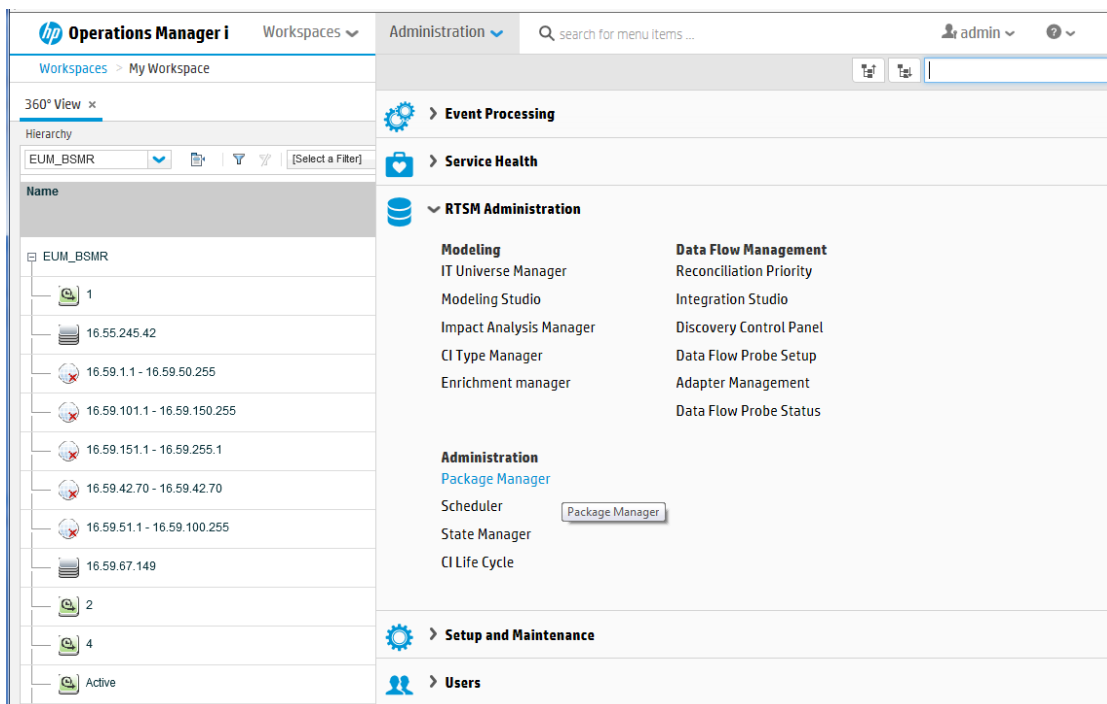 hp Operations Manager i Workspaces Administration search for menu items ... admin ?
Workspaces > My Workspace
360° View ×
Hierarchy
EUM_BSMR [Select a Filter]
Name
EUM_BSMR
1
16.55.245.42
16.59.1.1 - 16.59.50.255
16.59.101.1 - 16.59.150.255
16.59.151.1 - 16.59.255.1
16.59.42.70 - 16.59.42.70
16.59.51.1 - 16.59.100.255
16.59.67.149
2
4
Active
Event Processing
Service Health
RTSM Administration
Modeling
IT Universe Manager
Modeling Studio
Impact Analysis Manager
CI Type Manager
Enrichment manager
Data Flow Management
Reconciliation Priority
Integration Studio
Discovery Control Panel
Data Flow Probe Setup
Adapter Management
Data Flow Probe Status
Administration
Package Manager
Scheduler
Package Manager
State Manager
CI Life Cycle
Setup and Maintenance
Users